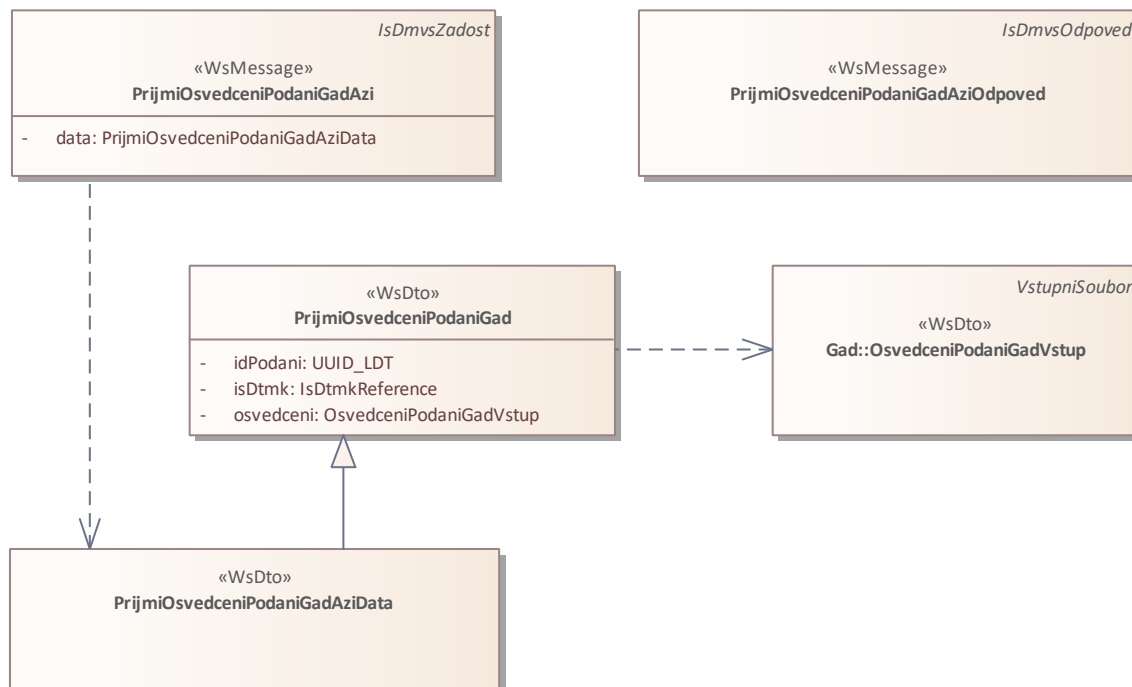 IsDmvsZadost
«WsMessage»
PrijmiOsvedceniPodaniGadAzi
- data: PrijmiOsvedceniPodaniGadAziData
IsDmvsOdpoved
«WsMessage»
PrijmiOsvedceniPodaniGadAziOdpoved
«WsDto»
PrijmiOsvedceniPodaniGad
- idPodani: UUID_LDT
- isDtmk: IsDtmkReference
- osvedceni: OsvedceniPodaniGadVstup
VstupniSoubor
«WsDto»
Gad::OsvedceniPodaniGadVstup
«WsDto»
PrijmiOsvedceniPodaniGadAziData